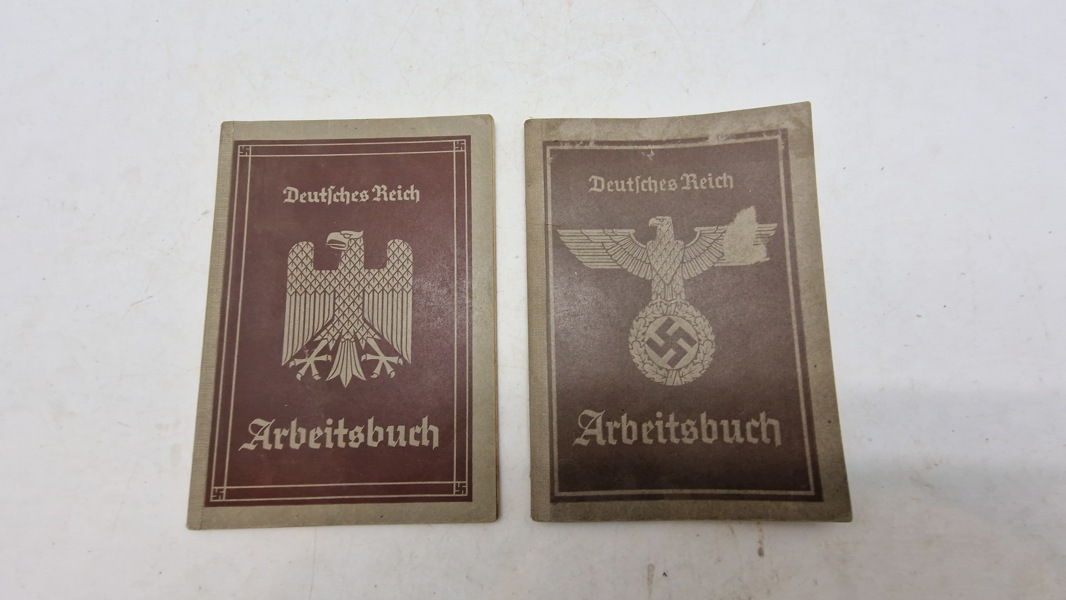 Deutſches Reich
Arbeitsbuch
Deutſches Reich
Arbeitsbuch